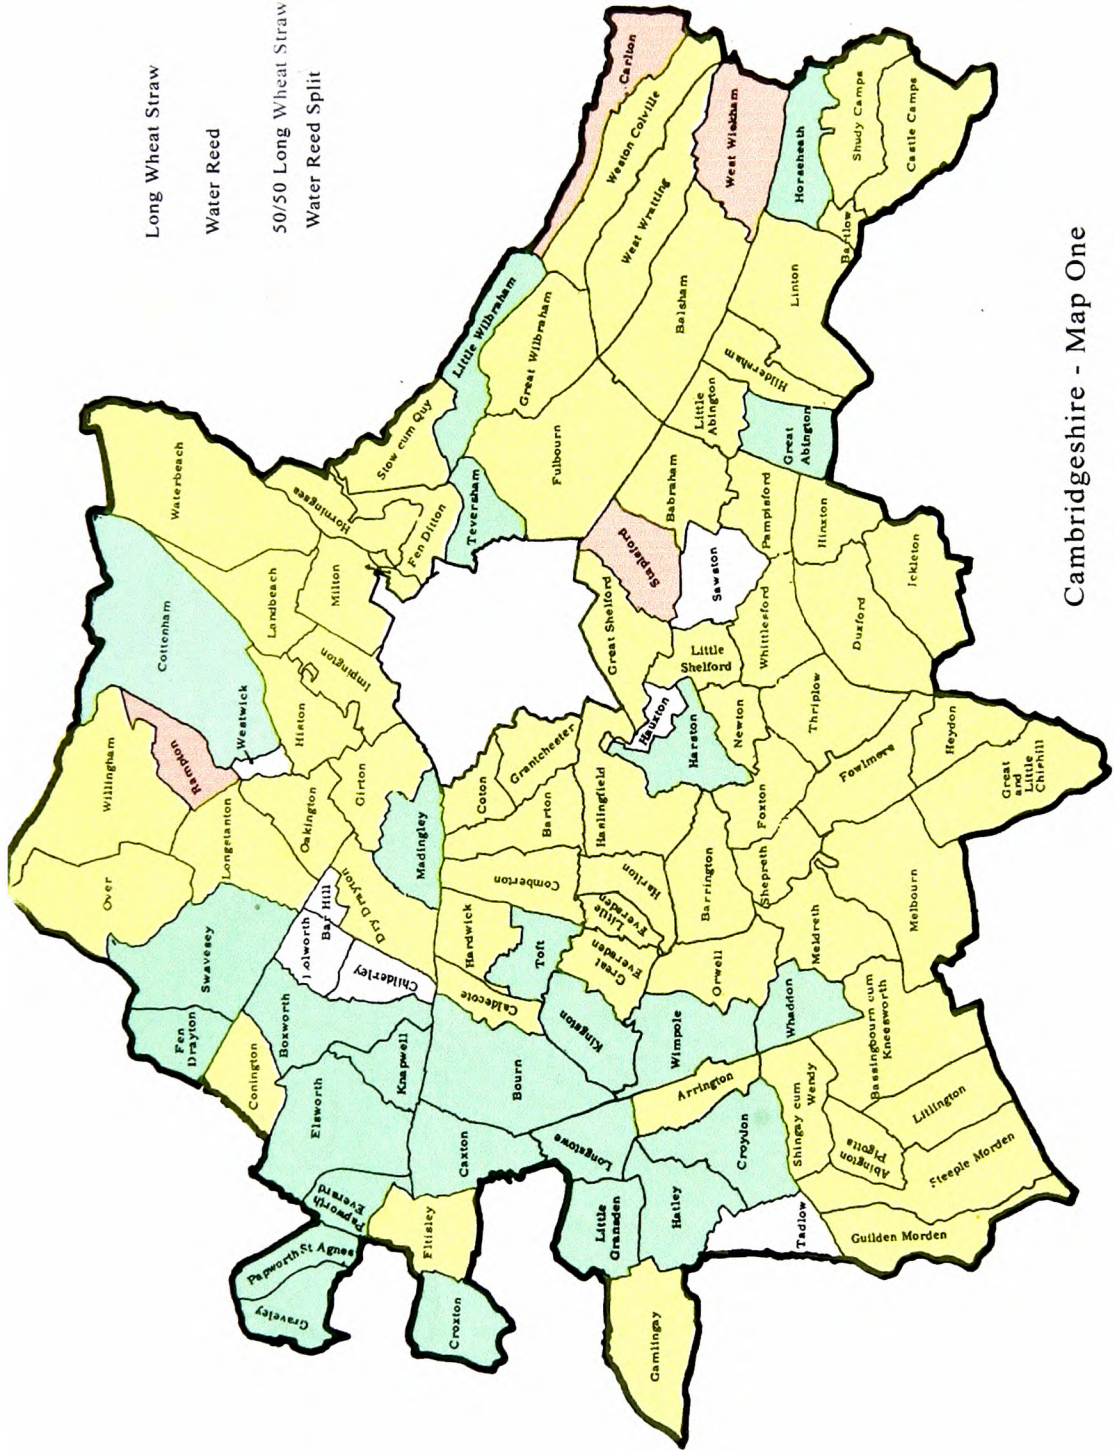 Long Wheat Straw
Water Reed
50/50 Long Wheat Straw
Water Reed Split
Cambridgeshire - Map One
Graveley
Papworth St Agnes
Papworth
Everard
Croxton
Eltisley
Gamlingay
Fen
Drayton
Swavesey
Over
Willingham
Rampton
Cottenham
Westwick
Waterbeach
Landbeach
Milton
Horningsea
Impington
Histon
Girton
Oakington
Longstanton
Bar Hill
Dry Drayton
Madingley
Childerley
Boxworth
Conington
Elsworth
Knapwell
Caxton
Bourn
Caldecote
Hardwick
Toft
Comberton
Coton
Grantchester
Barton
Fen Ditton
Stow cum Quy
Teversham
Little Wilbraham
Great Wilbraham
Fulbourn
Carlton
Weston Colville
West Wratting
Balsham
West Wickham
Horseheath
Shudy Camps
Castle Camps
Bartlow
Linton
Hildersham
Little
Abington
Great
Abington
Babraham
Pampisford
Hinxton
Ickleton
Duxford
Whittlesford
Sawston
Stapleford
Great Shelford
Little
Shelford
Hauxton
Harston
Newton
Thriplow
Fowlmere
Heydon
Great
and
Little
Chishill
Foxton
Shepreth
Melbourn
Meldreth
Barrington
Haslingfield
Harlton
Little
Eversden
Great
Eversden
Kingston
Wimpole
Orwell
Whaddon
Bassingbourn cum
Kneesworth
Litlington
Abington
Pigotts
Steeple Morden
Guilden Morden
Shingay cum
Wendy
Arrington
Croydon
Tadlow
Hatley
Longstowe
Little
Gransden